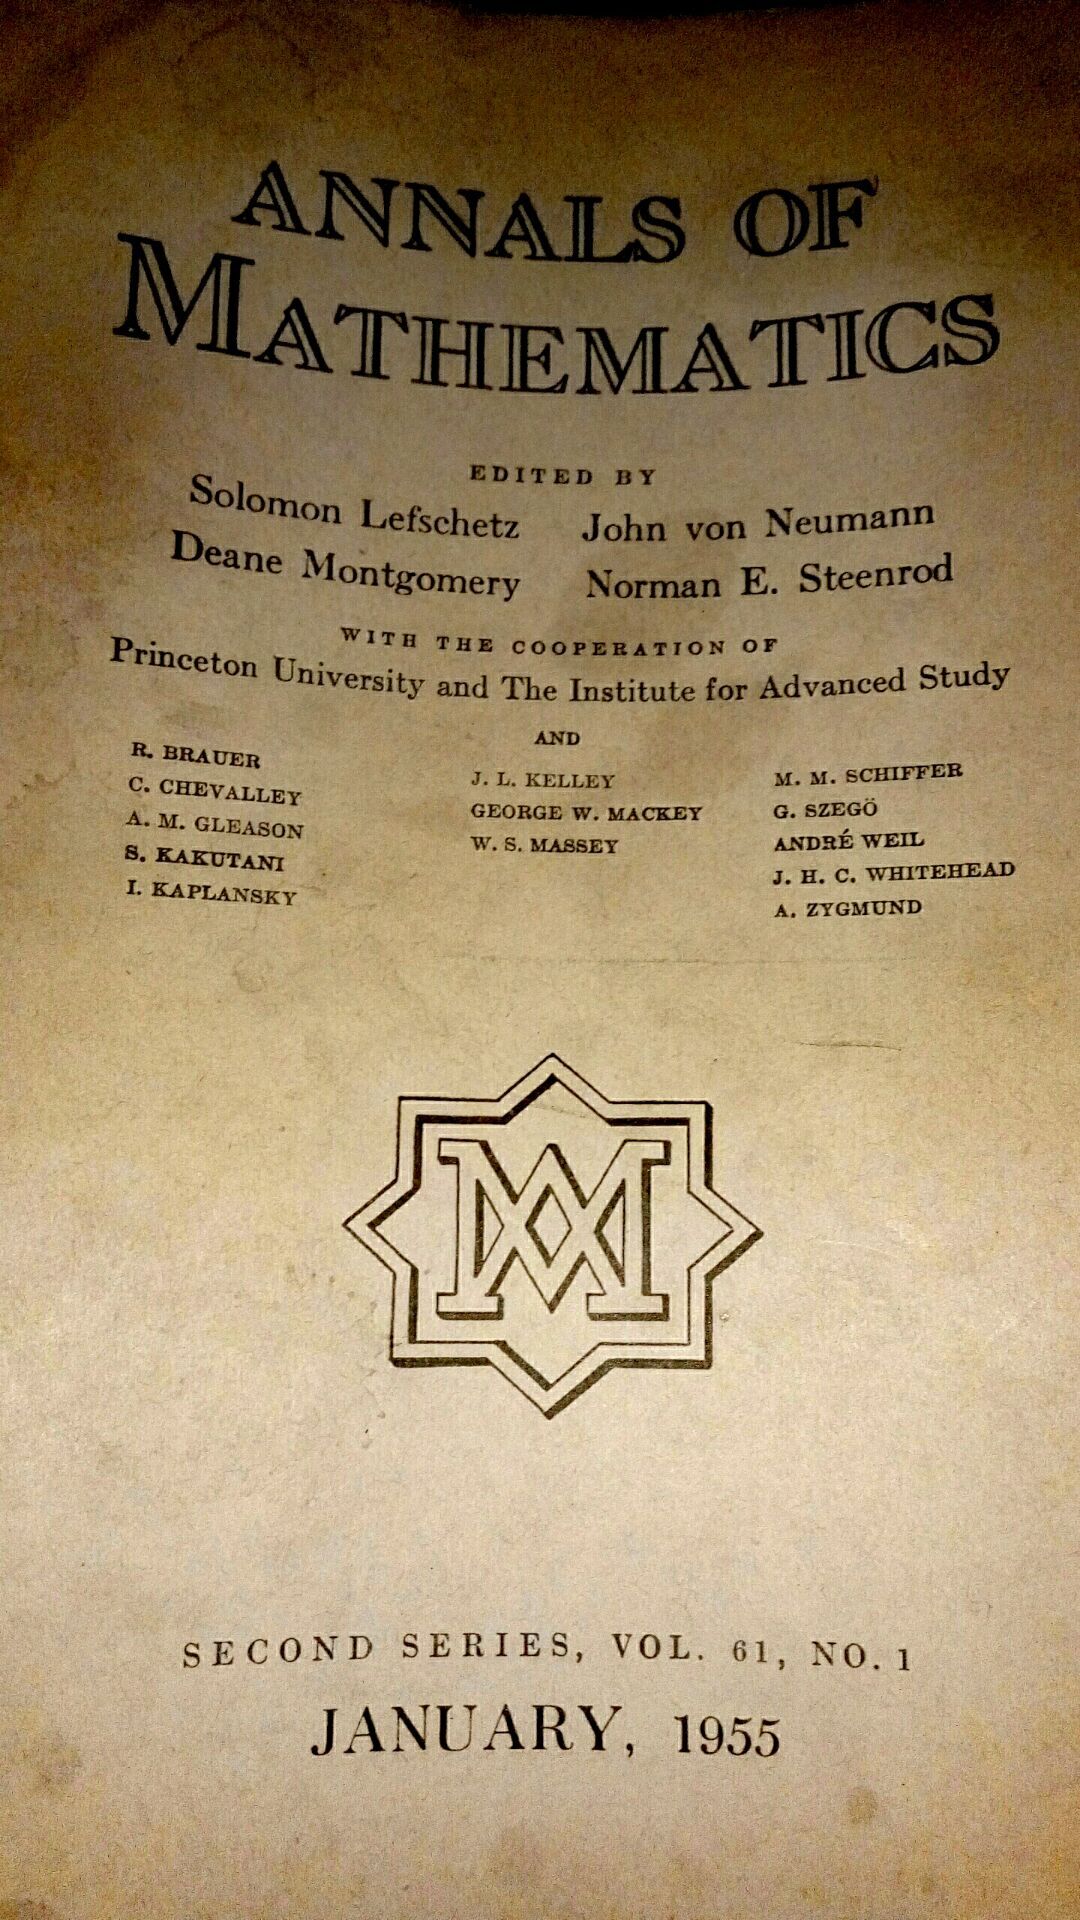 ANNALS OF
MATHEMATICS
EDITED BY
Solomon Lefschetz John von Neumann
Deane Montgomery Norman E. Steenrod
WITH THE COOPERATION OF
Princeton University and The Institute for Advanced Study
AND
R. BRAUER
C. CHEVALLEY
A. M. GLEASON
S. KAKUTANI
I. KAPLANSKY
J. L. KELLEY
GEORGE W. MACKEY
W. S. MASSEY
M. M. SCHIFFER
G. SZEGÖ
ANDRÉ WEIL
J. H. C. WHITEHEAD
A. ZYGMUND
AM
SECOND SERIES, VOL. 61, NO. 1
JANUARY, 1955